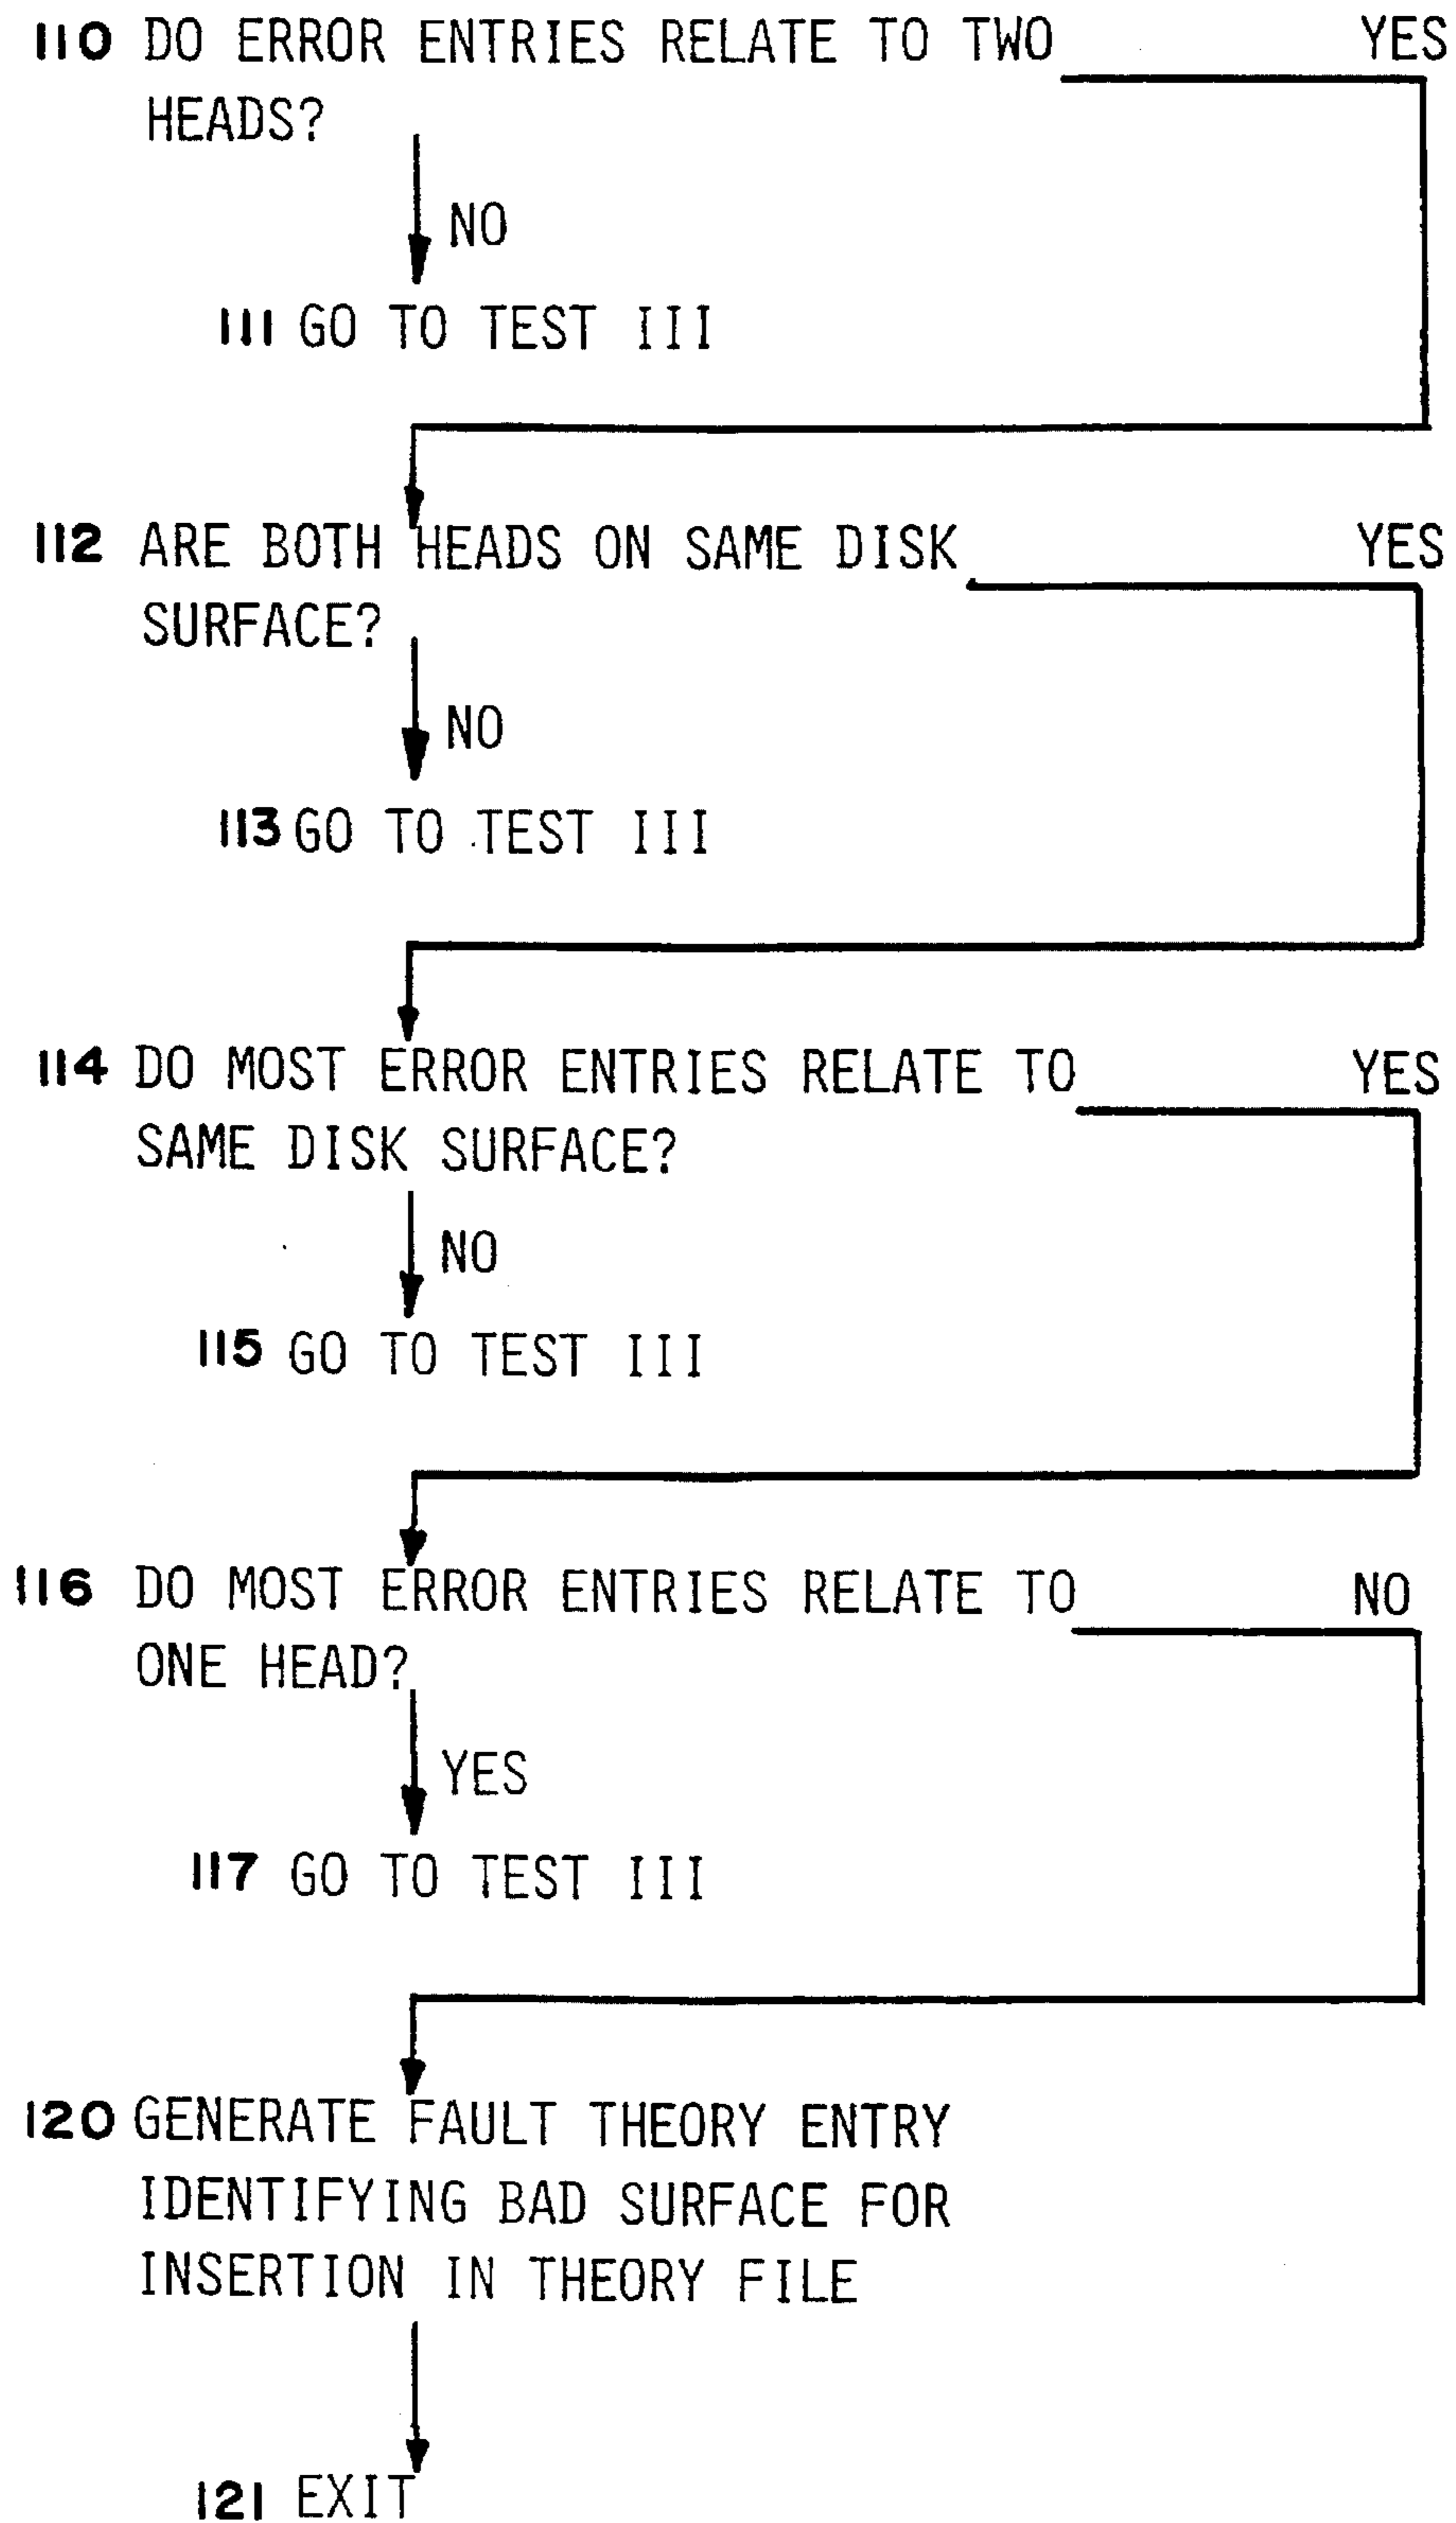 110 DO ERROR ENTRIES RELATE TO TWO YES
HEADS?
NO
111 GO TO TEST III
112 ARE BOTH HEADS ON SAME DISK YES
SURFACE?
NO
113 GO TO TEST III
114 DO MOST ERROR ENTRIES RELATE TO YES
SAME DISK SURFACE?
NO
115 GO TO TEST III
116 DO MOST ERROR ENTRIES RELATE TO NO
ONE HEAD?
YES
117 GO TO TEST III
120 GENERATE FAULT THEORY ENTRY
IDENTIFYING BAD SURFACE FOR
INSERTION IN THEORY FILE
121 EXIT